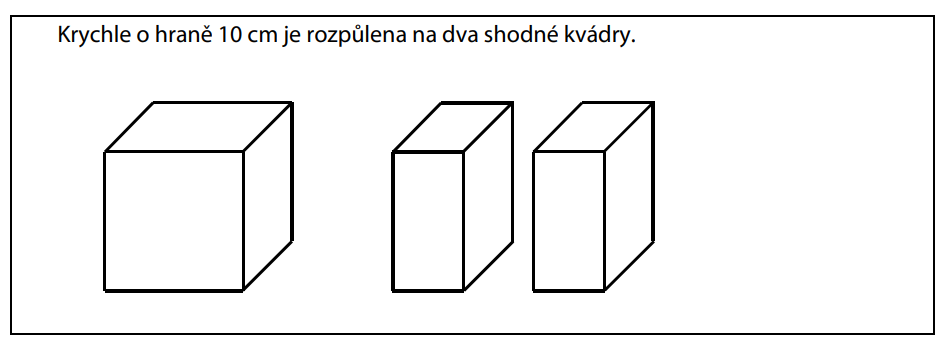 Krychle o hraně 10 cm je rozpůlena na dva shodné kvádry.